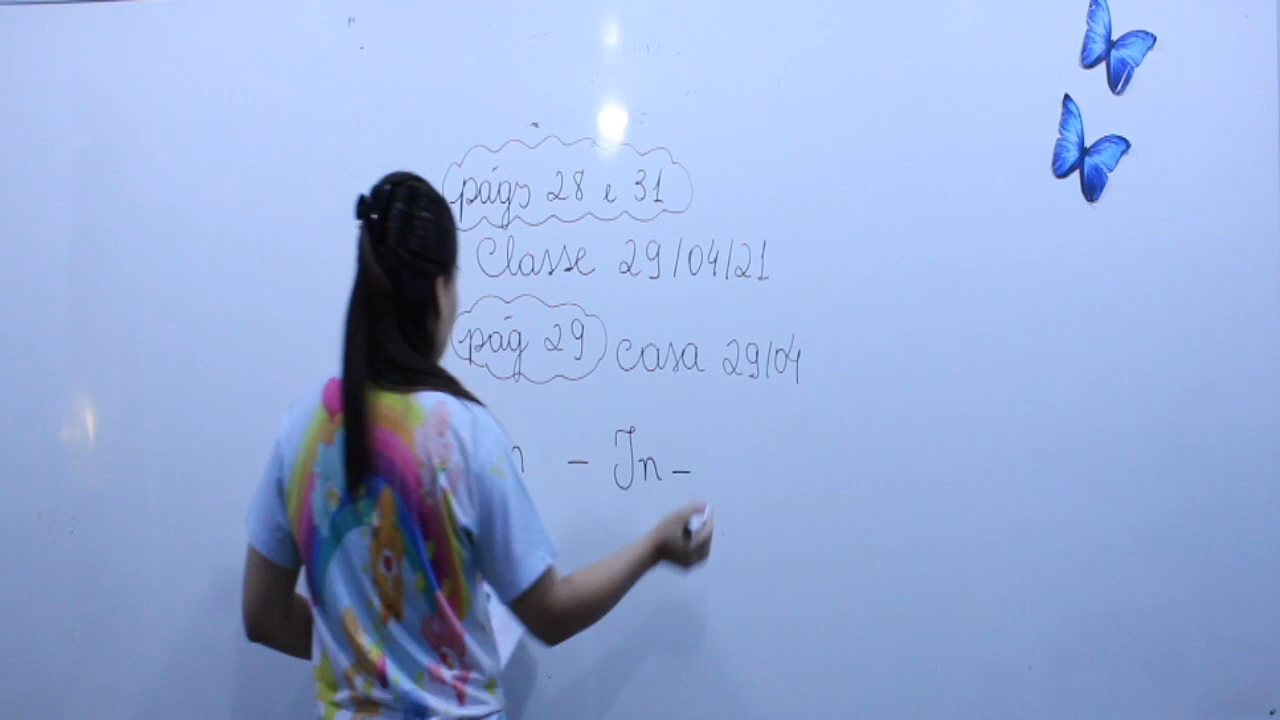 págs 28 e 31
Classe 29/04/21
pág 29 casa 29/04
n - In -